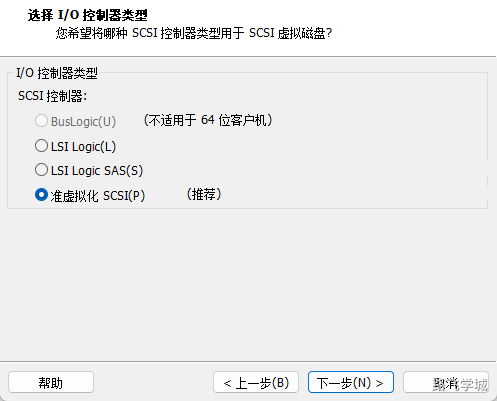 选择 I/O 控制器类型
您希望将哪种 SCSI 控制器类型用于 SCSI 虚拟磁盘?
I/O 控制器类型
SCSI 控制器:
BusLogic(U) (不适用于 64 位客户机)
LSI Logic(L)
LSI Logic SAS(S)
准虚拟化 SCSI(P) (推荐)
帮助 < 上一步(B) 下一步(N) > 取消